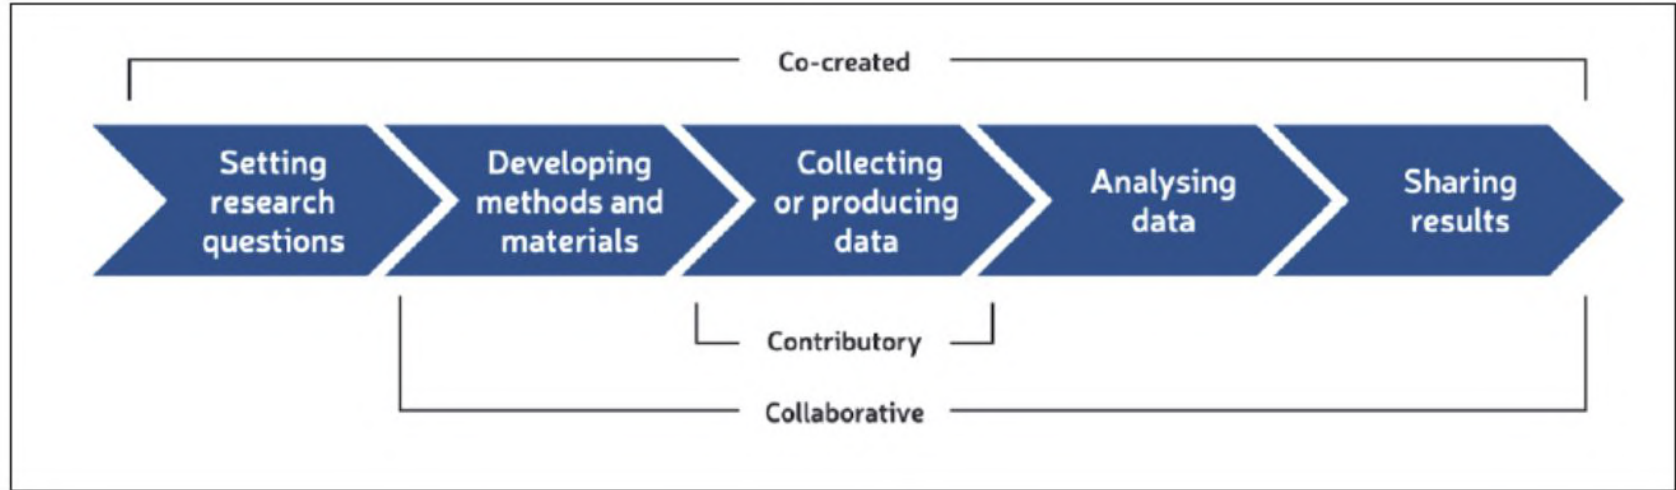 Co-created
Setting
research
questions
Developing
methods and
materials
Collecting
or producing
data
Analysing
data
Sharing
results
Contributory
Collaborative